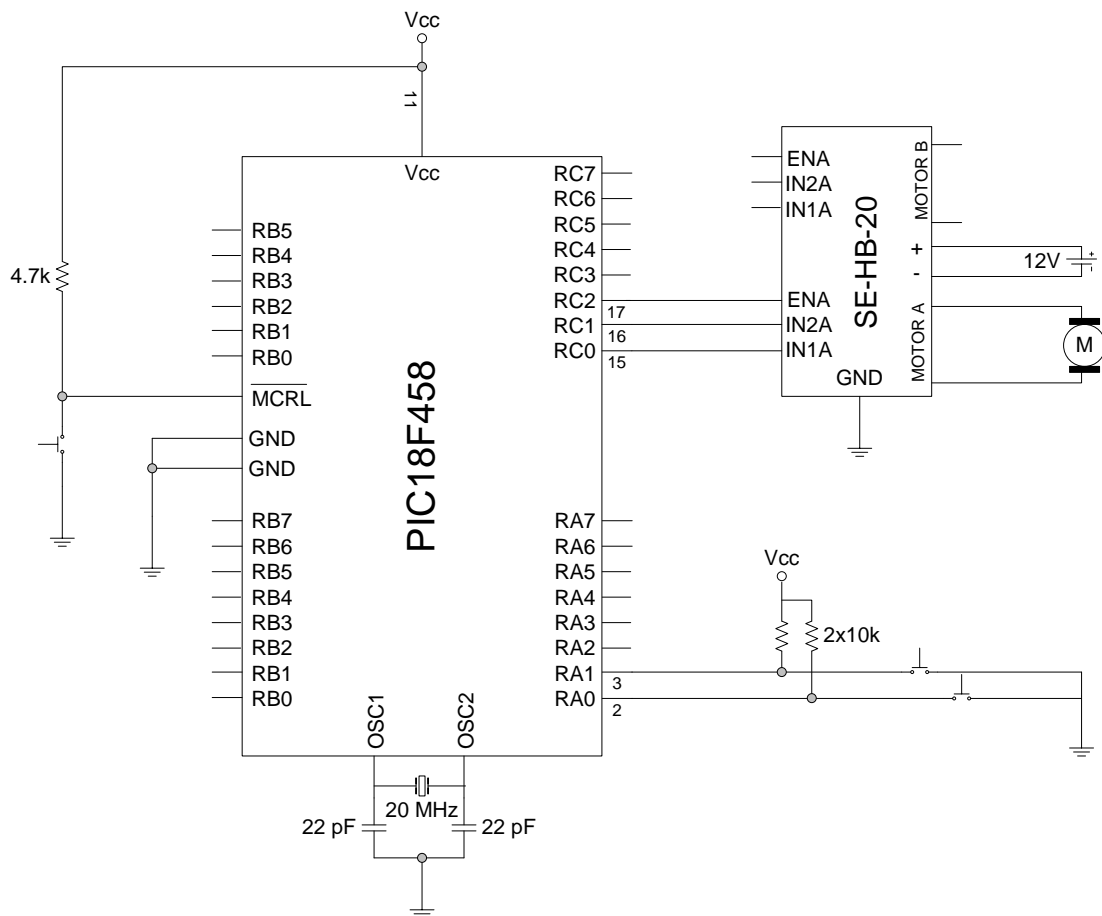 Vcc
11
Vcc
RB5
RB4
RB3
RB2
RB1
RB0
4.7k
MCRL
GND
GND
RB7
RB6
RB5
RB4
RB3
RB2
RB1
RB0
PIC18F458
OSC1
OSC2
20 MHz
22 pF
22 pF
RC7
RC6
RC5
RC4
RC3
RC2
17
RC1
16
RC0
15
RA7
RA6
RA5
RA4
RA3
RA2
RA1
3
RA0
2
ENA
IN2A
IN1A
ENA
IN2A
IN1A
SE-HB-20
GND
MOTOR B
+
-
MOTOR A
12V
+
-
M
Vcc
2x10k